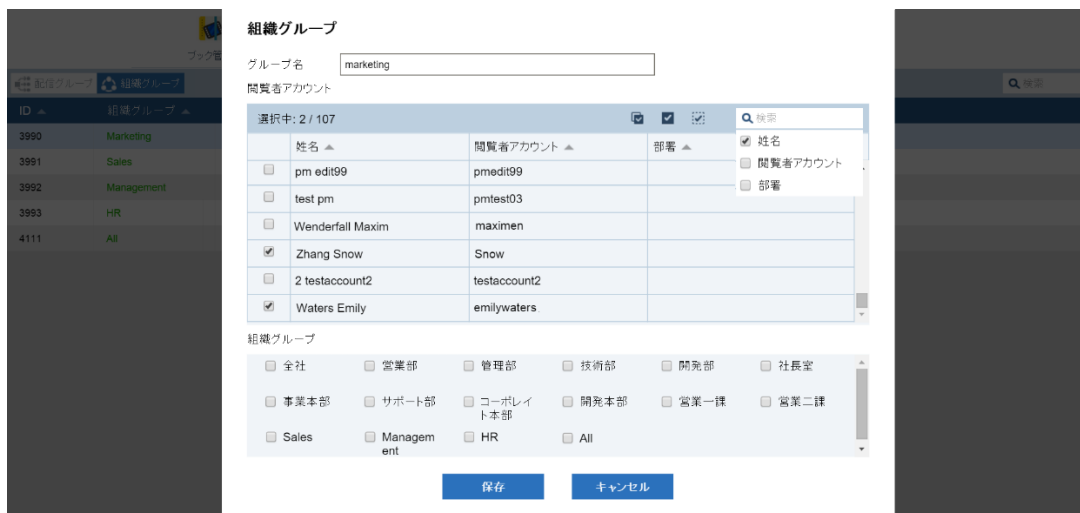 組織グループ
ブック管
グループ名 marketing
配信グループ 組織グループ 検索
閲覧者アカウント
ID 組織グループ
選択中: 2 / 107 検索
姓名 閲覧者アカウント 部署
姓名
閲覧者アカウント
部署
3990 Marketing
3991 Sales
3992 Management
3993 HR
4111 All
pm edit99 pmedit99
test pm pmtest03
Wenderfall Maxim maximen
Zhang Snow Snow
2 testaccount2 testaccount2
Waters Emily emilywaters
組織グループ
全社 営業部 管理部 技術部 開発部 社長室
事業本部 サポート部 コーポレイ 開発本部 営業一課 営業二課
ト本部
Sales Managem HR All
ent
保存 キャンセル